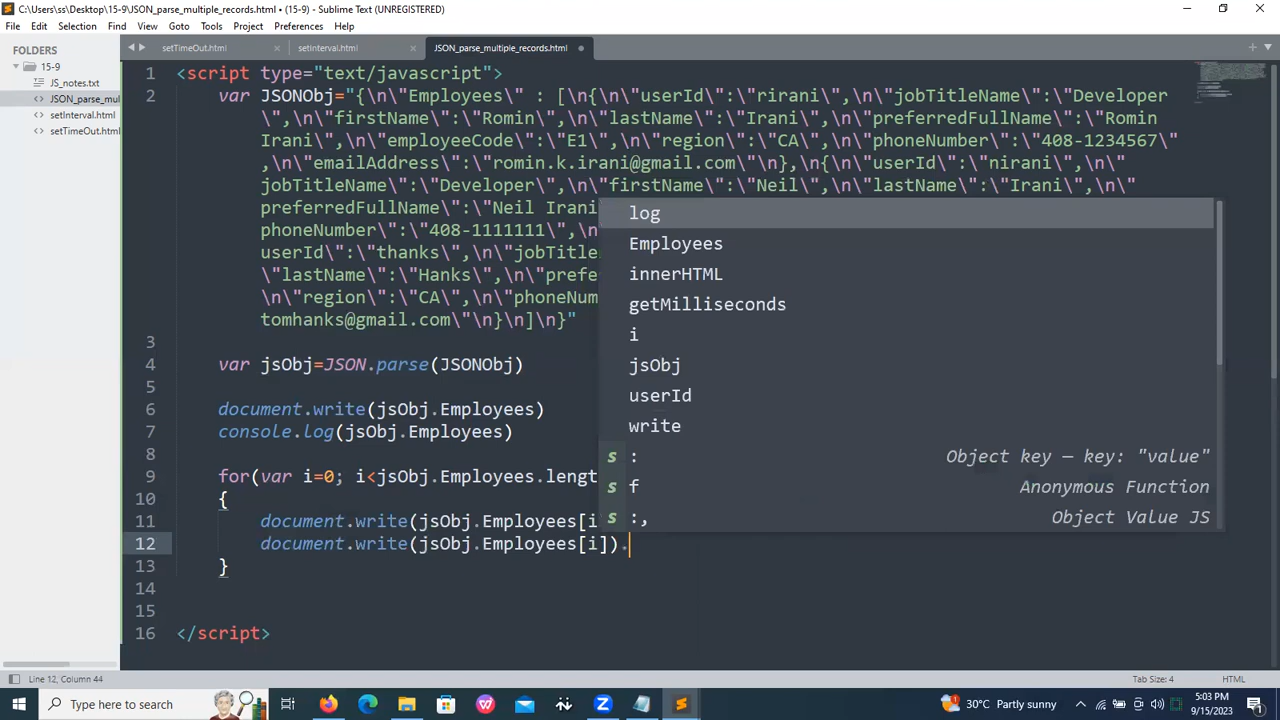 C:\Users\ss\Desktop\15-9\JSON_parse_multiple_records.html • (15-9) - Sublime Text (UNREGISTERED)
File Edit Selection Find View Goto Tools Project Preferences Help
FOLDERS
15-9
JS_notes.txt
JSON_parse_mul
setInterval.html
setTimeOut.html
setTimeOut.html × setInterval.html × JSON_parse_multiple_records.html
1 <script type="text/javascript">
2 var JSONObj="{\n\"Employees\" : [\n{\n\"userId\":\"rirani\",\n\"jobTitleName\":\"Developer
\",\n\"firstName\":\"Romin\",\n\"lastName\":\"Irani\",\n\"preferredFullName\":\"Romin
Irani\",\n\"employeeCode\":\"E1\",\n\"region\":\"CA\",\n\"phoneNumber\":\"408-1234567\"
,\n\"emailAddress\":\"romin.k.irani@gmail.com\"\n},\n{\n\"userId\":\"nirani\",\n\"
jobTitleName\":\"Developer\",\n\"firstName\":\"Neil\",\n\"lastName\":\"Irani\",\n\"
preferredFullName\":\"Neil Irani
phoneNumber\":\"408-1111111\",\n
userId\":\"thanks\",\n\"jobTitle
\"lastName\":\"Hanks\",\n\"prefe
\n\"region\":\"CA\",\n\"phoneNum
tomhanks@gmail.com\"\n}\n]\n}"
3
4 var jsObj=JSON.parse(JSONObj)
5
6 document.write(jsObj.Employees)
7 console.log(jsObj.Employees)
8
9 for(var i=0; i<jsObj.Employees.length
10 {
11 document.write(jsObj.Employees[i
12 document.write(jsObj.Employees[i]).
13 }
14
15
16 </script>
log
Employees
innerHTML
getMilliseconds
i
jsObj
userId
write
s : Object key — key: "value"
s f Anonymous Function
s :, Object Value JS
Line 12, Column 44 Tab Size: 4 HTML
Type here to search 30°C Partly sunny 5:03 PM
9/15/2023